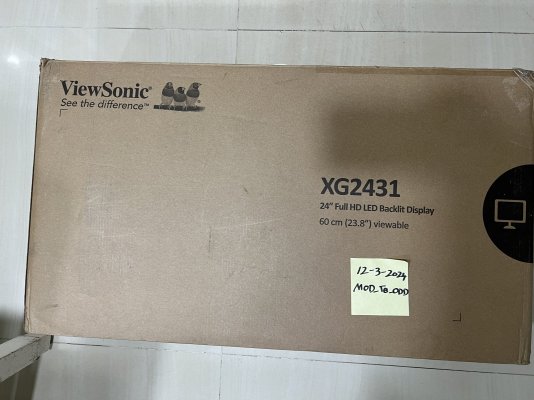 ViewSonic®
See the difference™
XG2431
24" Full HD LED Backlit Display
60 cm (23.8") viewable
12-3-2024
MOD_TO_ODD